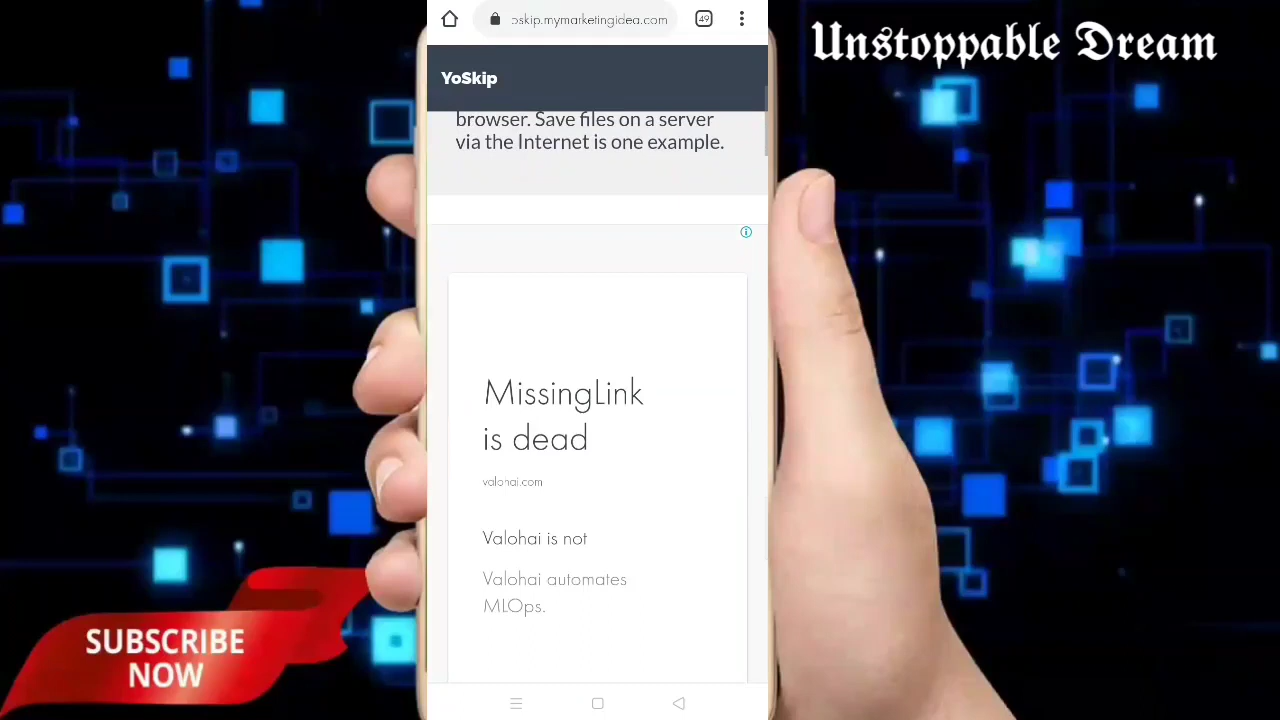 Unstoppable Dream
oskip.mymarketingidea.com
49
YoSkip
browser. Save files on a server
via the Internet is one example.
MissingLink
is dead
valohai.com
Valohai is not
Valohai automates
MLOps.
SUBSCRIBE
NOW